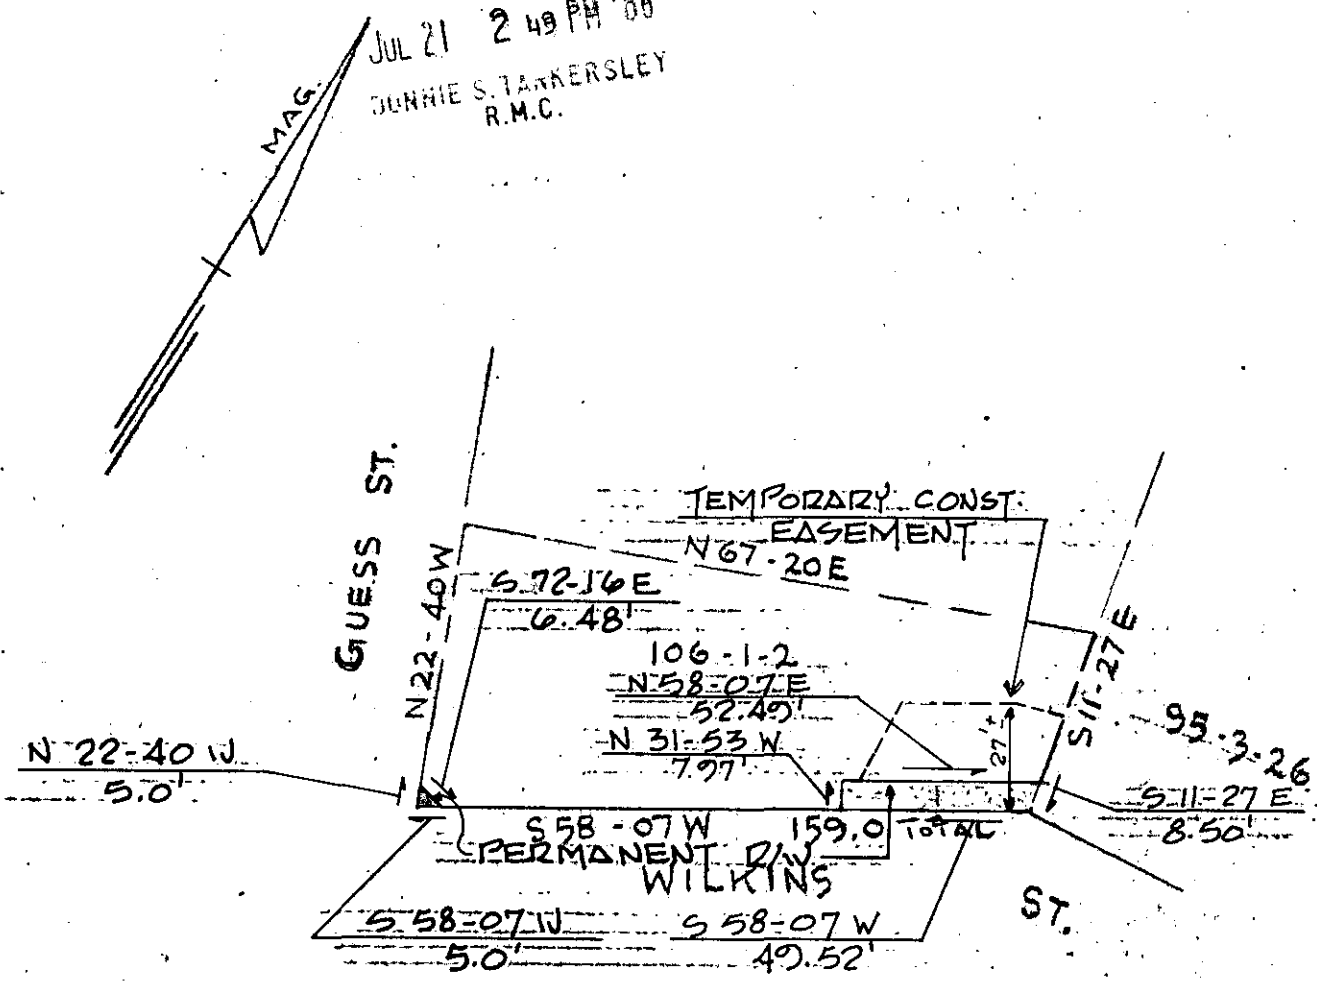 JUL 21 2 49 PM
DONNIE S. TANKERSLEY
R.M.C.
MAG.
GUESS ST.
TEMPORARY CONST.
EASEMENT
N 67-20 E
N 22-40 W
S 72-16 E
6.48'
106-1-2
N 58-07 E
52.49'
N 31-53 W
7.97'
27'±
S 11-27 E
95-3-26
N 22-40 W
5.0'
S 11-27 E
8.50'
S 58-07 W 159.0 TOTAL
PERMANENT R/W
WILKINS ST.
S 58-07 W
5.0'
S 58-07 W
49.52'